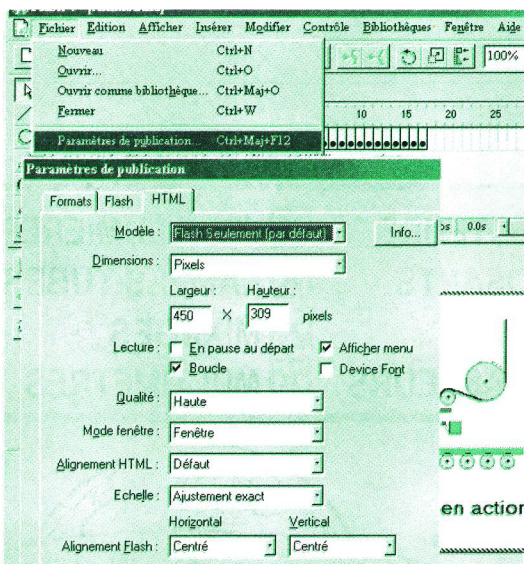 Fichier Edition Afficher Insérer Modifier Contrôle Bibliothèques Fenêtre Aide
Nouveau Ctrl+N
Ouvrir... Ctrl+O
Ouvrir comme bibliothèque... Ctrl+Maj+O
Fermer Ctrl+W
Paramètres de publication... Ctrl+Maj+F12
100%
10 15 20 25
Paramètres de publication
Formats Flash HTML
Modèle : Flash Seulement (par défaut) Info...
0.0s
Dimensions : Pixels
Largeur : Hauteur :
450 X 309 pixels
Lecture : En pause au départ Afficher menu
Boucle Device Font
Qualité : Haute
Mode fenêtre : Fenêtre
Alignement HTML : Défaut
Echelle : Ajustement exact
en action
Horizontal Vertical
Alignement Flash : Centré Centré